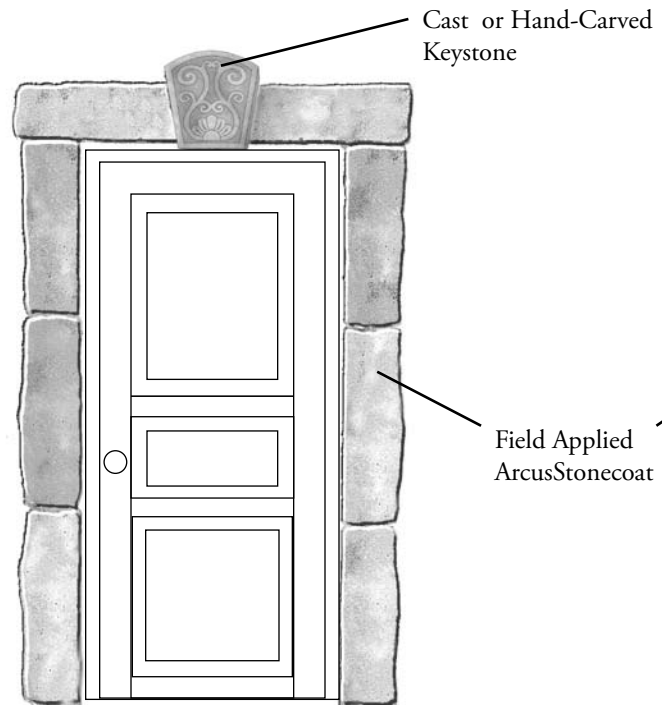 Cast or Hand-Carved
Keystone
Field Applied
ArcusStonecoat